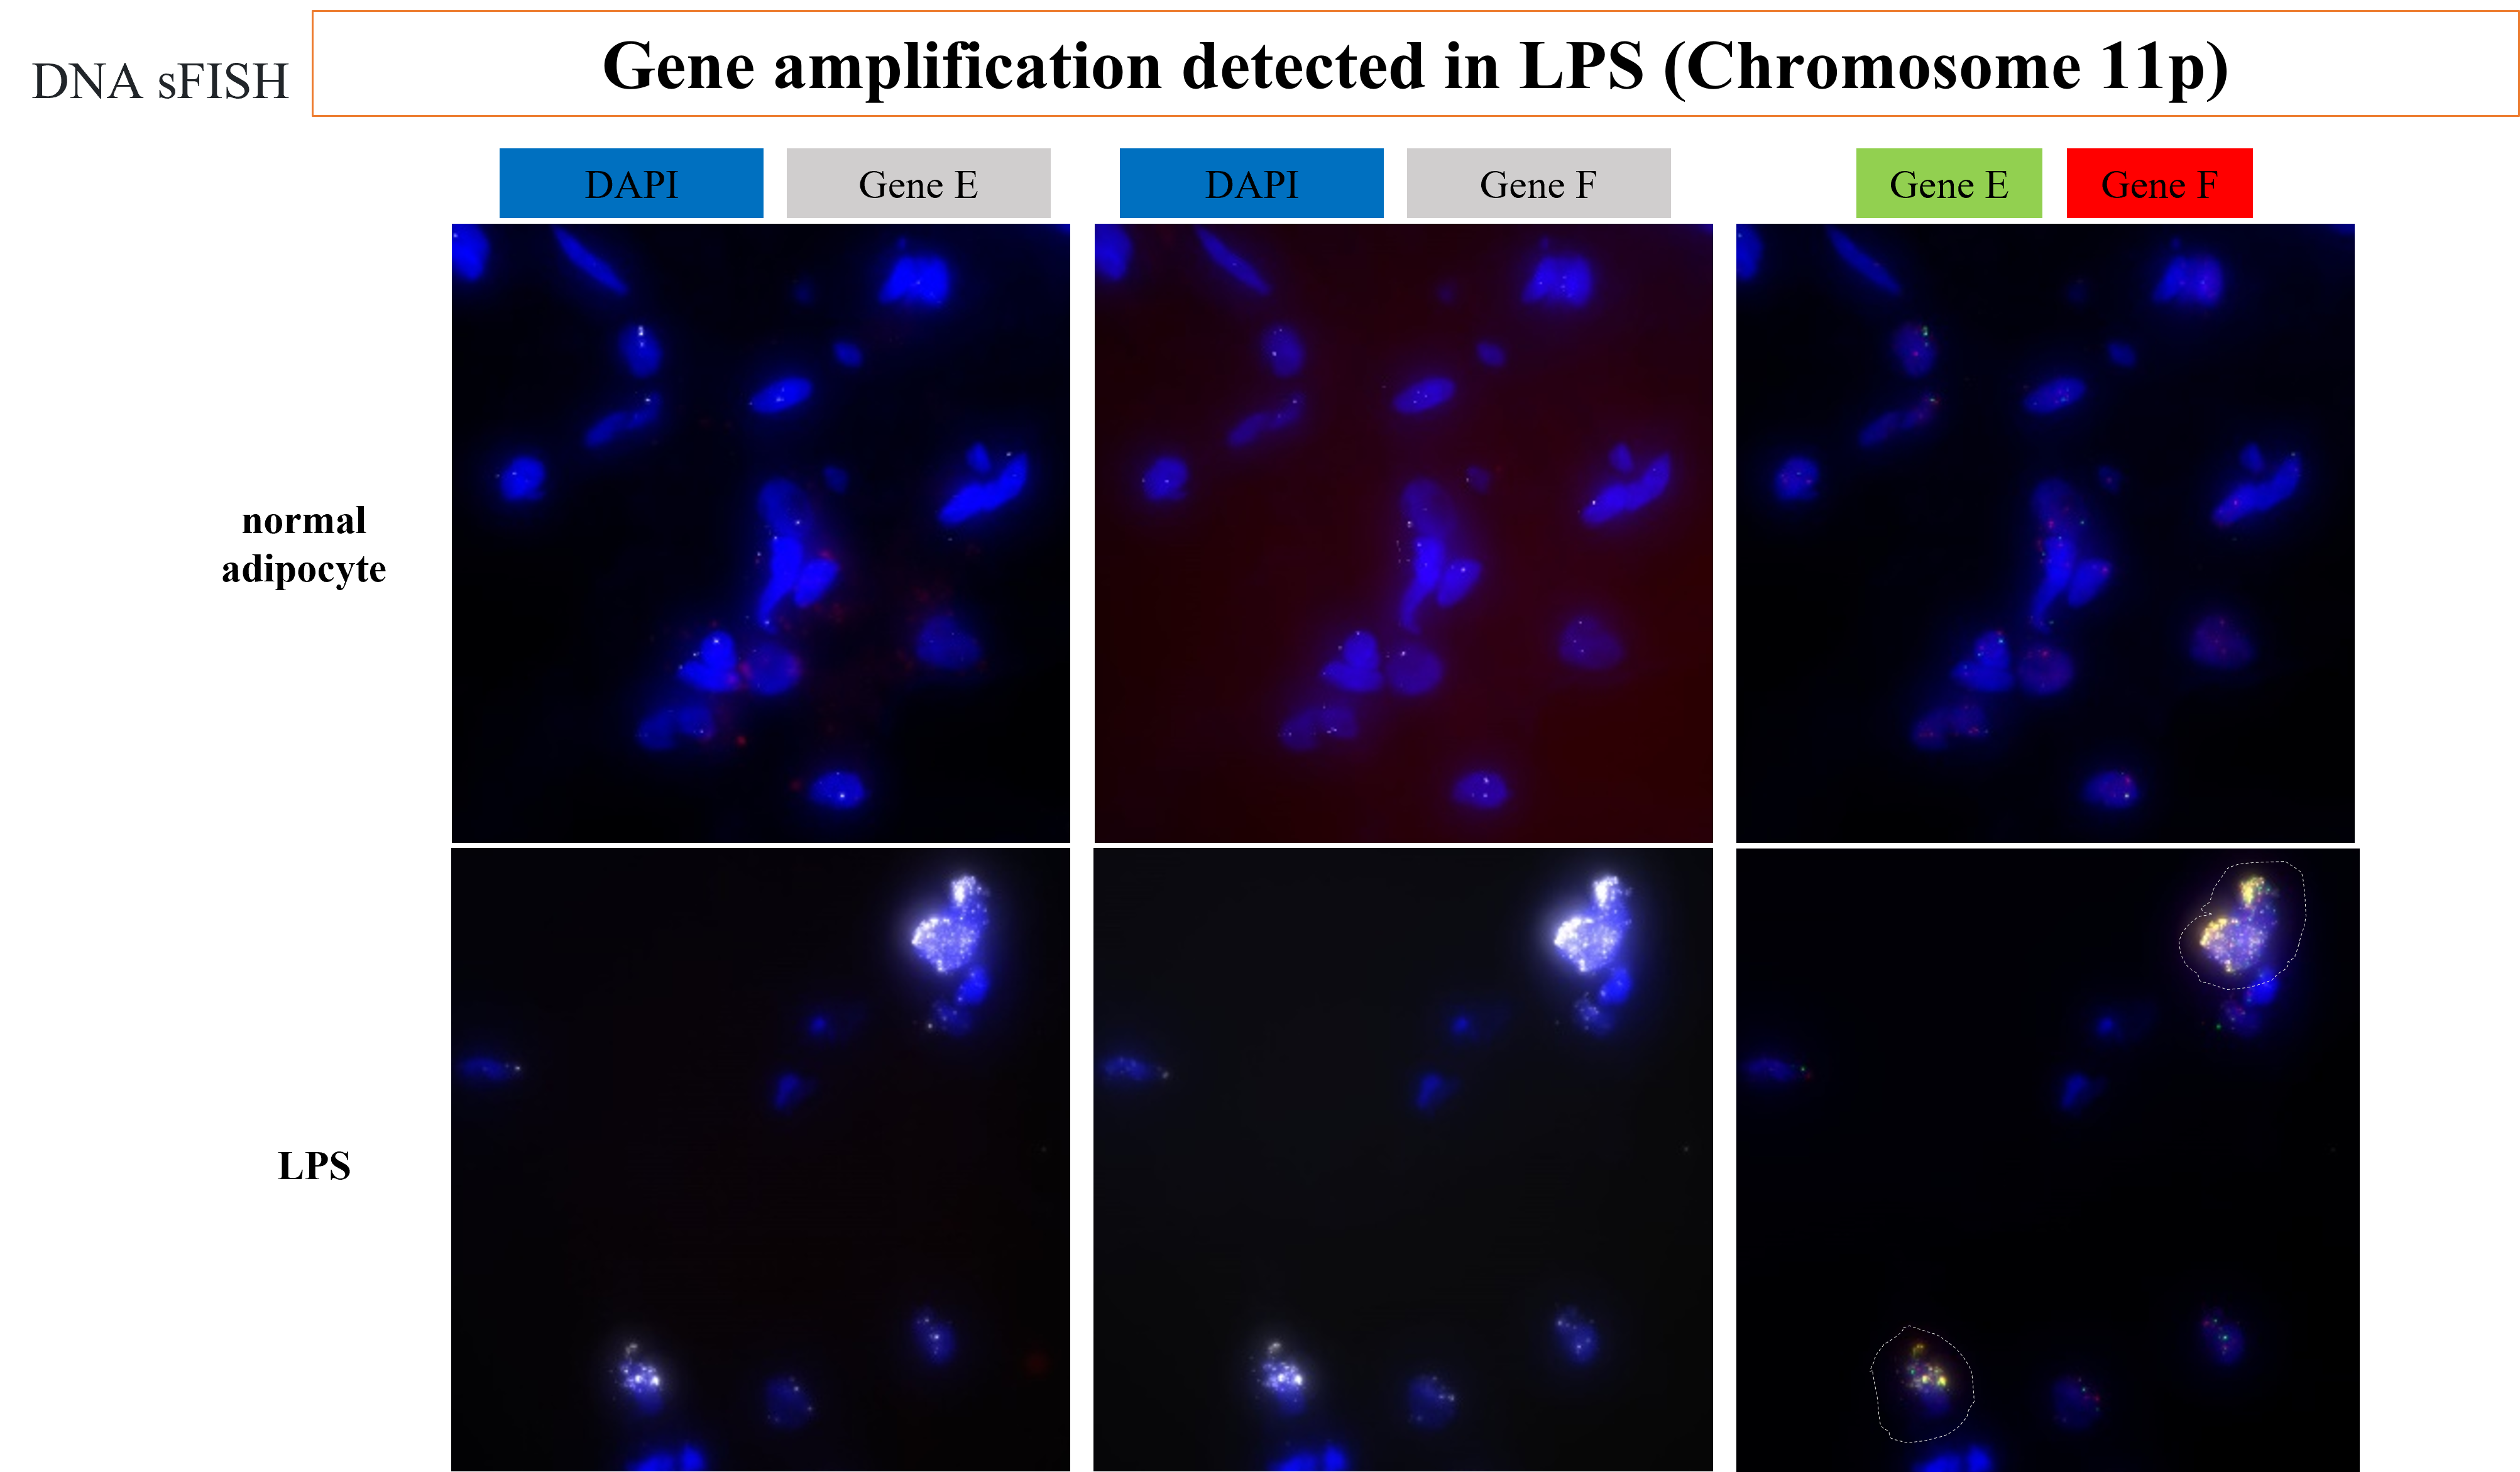 DNA sFISH
Gene amplification detected in LPS (Chromosome 11p)
DAPI
Gene E
DAPI
Gene F
Gene E
Gene F
normal
adipocyte
LPS